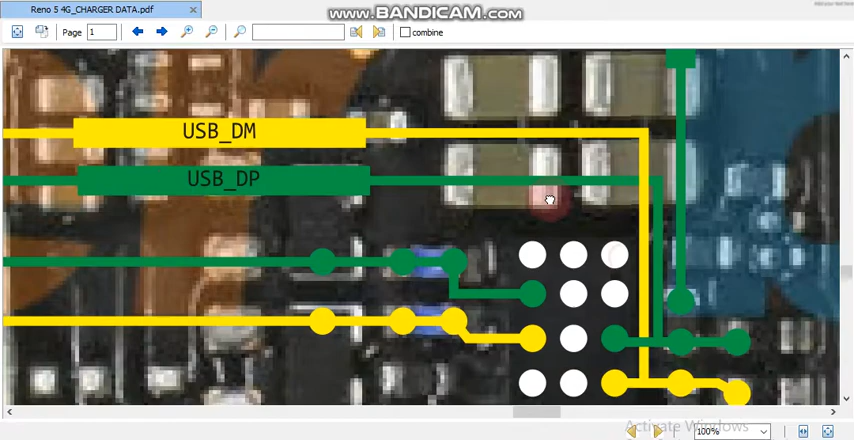 WWW.BANDICAM.COM
Reno 5 4G_CHARGER DATA.pdf
Page 1
combine
USB_DM
USB_DP
Activate Windows
100%